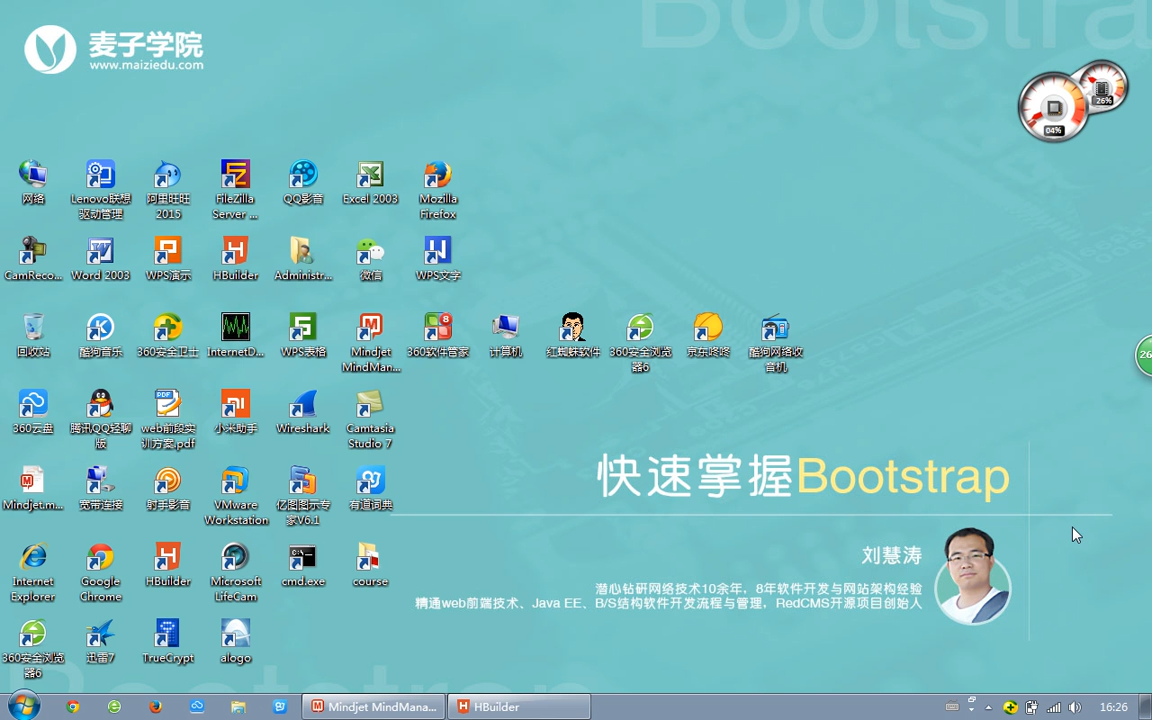 Bootstra
麦子学院
www.maiziedu.com
26%
04%
网络
Lenovo联想
驱动管理
阿里旺旺
2015
FileZilla
Server ...
QQ影音
Excel 2003
Mozilla
Firefox
CamReco...
Word 2003
WPS演示
HBuilder
Administr...
微信
WPS文字
回收站
酷狗音乐
360安全卫士
InternetD...
WPS表格
Mindjet
MindMan...
8
360软件管家
计算机
红蜘蛛软件
360安全浏览
器6
京东咚咚
酷狗网络收
音机
26
360云盘
腾讯QQ轻聊
版
web前段实
训方案.pdf
小米助手
Wireshark
Camtasia
Studio 7
Mindjet.m...
宽带连接
射手影音
VMware
Workstation
亿图图示专
家V6.1
有道词典
快速掌握Bootstrap
Internet
Explorer
Google
Chrome
HBuilder
Microsoft
LifeCam
cmd.exe
course
刘慧涛
潜心钻研网络技术10余年，8年软件开发与网站架构经验
精通web前端技术、Java EE、B/S结构软件开发流程与管理，RedCMS开源项目创始人
360安全浏览
器6
迅雷7
TrueCrypt
alogo
Bootstrap
Mindjet MindMana...
HBuilder
16:26